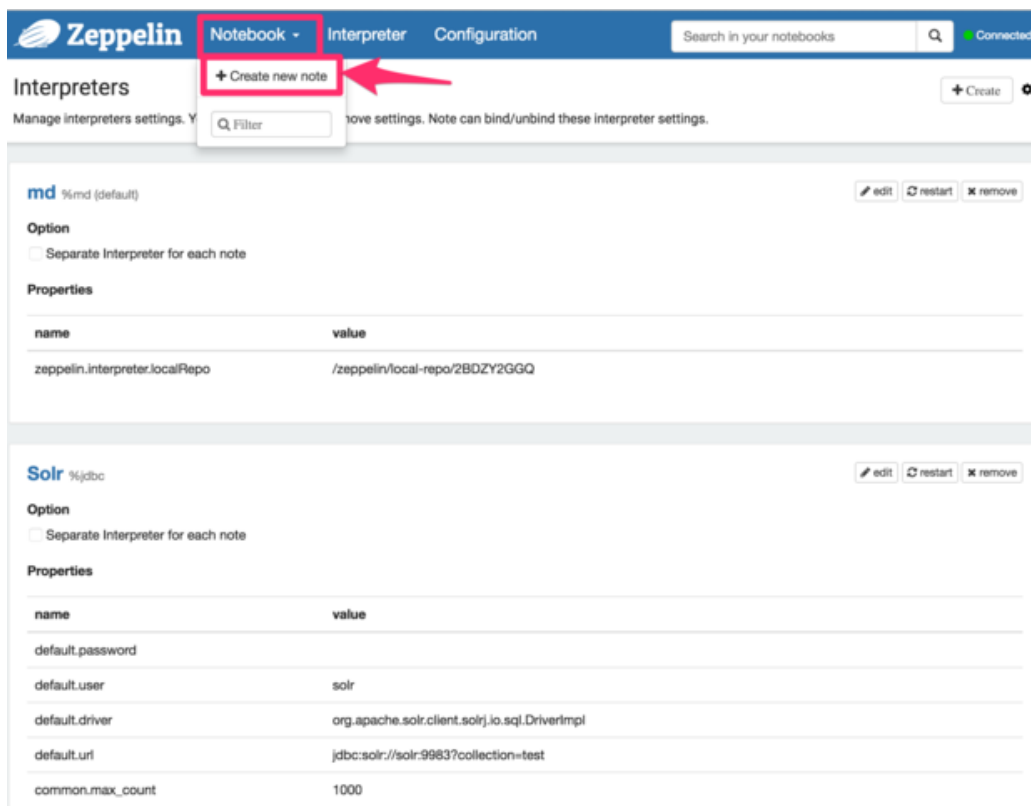 Zeppelin Notebook Interpreter Configuration Search in your notebooks Connected
+ Create new note
Interpreters + Create
Manage interpreters settings. Y Filter ove settings. Note can bind/unbind these interpreter settings.
md %md (default) edit restart remove
Option
Separate Interpreter for each note
Properties
name value
zeppelin.interpreter.localRepo /zeppelin/local-repo/2BDZY2GGQ
Solr %jdbc edit restart remove
Option
Separate Interpreter for each note
Properties
name value
default.password
default.user solr
default.driver org.apache.solr.client.solrj.io.sql.DriverImpl
default.url jdbc:solr://solr:9983?collection=test
common.max_count 1000